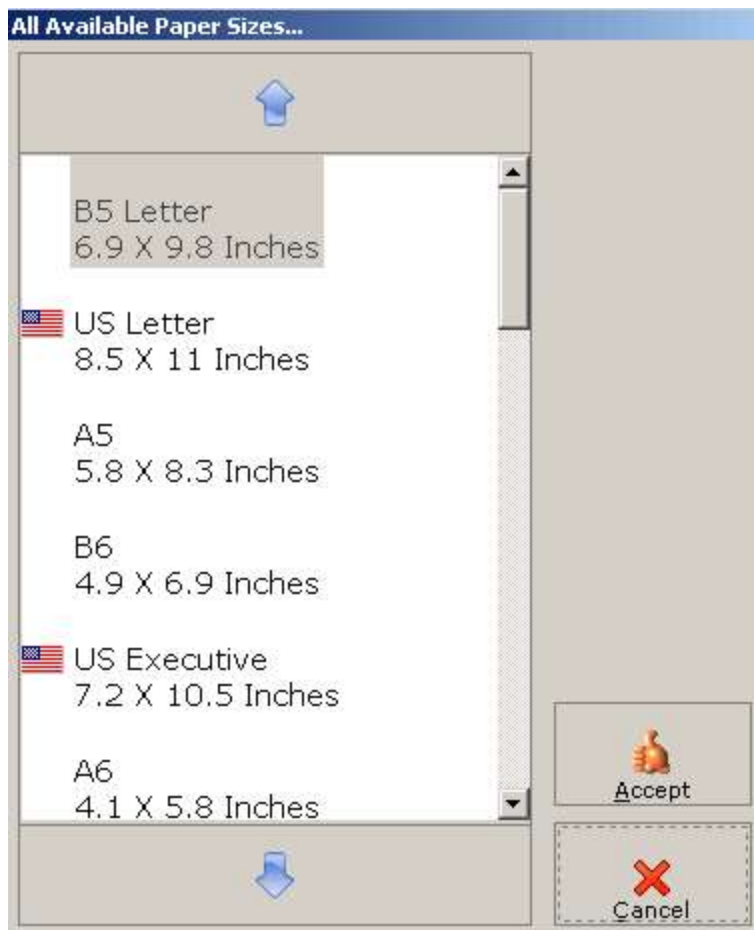 All Available Paper Sizes...
B5 Letter
6.9 X 9.8 Inches
US Letter
8.5 X 11 Inches
A5
5.8 X 8.3 Inches
B6
4.9 X 6.9 Inches
US Executive
7.2 X 10.5 Inches
A6
4.1 X 5.8 Inches
Accept
Cancel